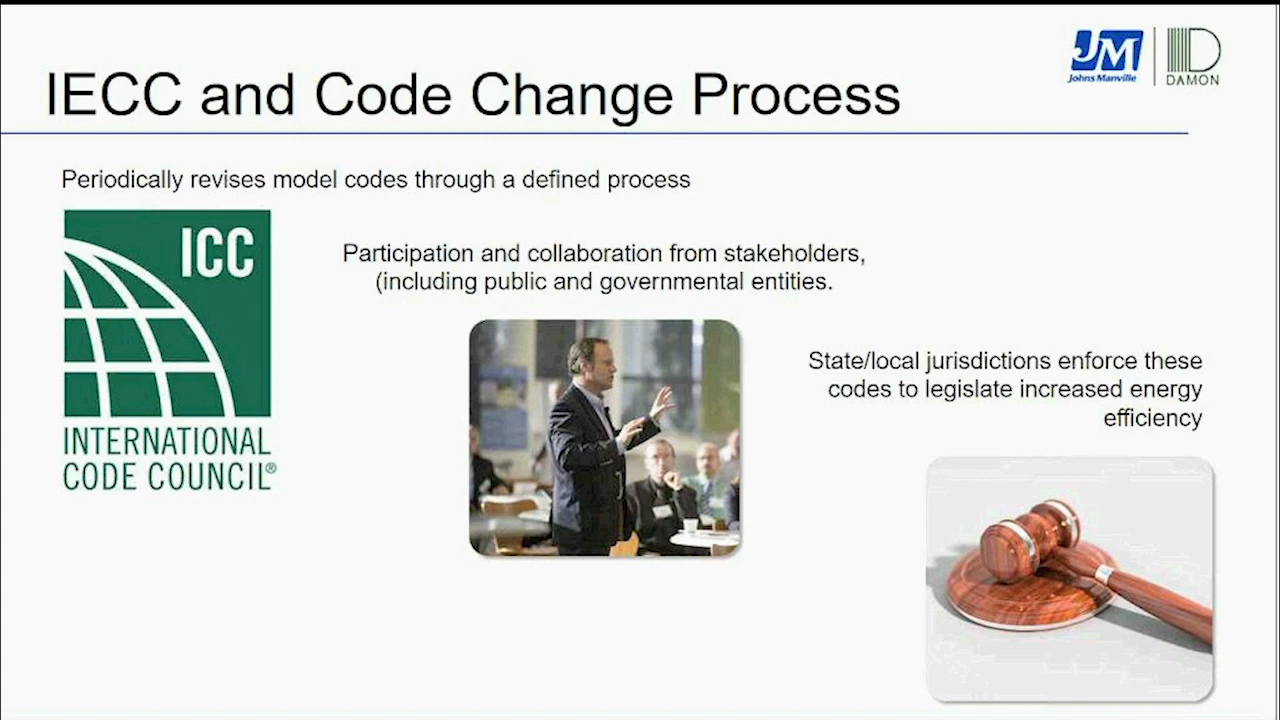 JM
Johns Manville
DAMON
IECC and Code Change Process
Periodically revises model codes through a defined process
ICC
INTERNATIONAL
CODE COUNCIL®
Participation and collaboration from stakeholders,
(including public and governmental entities.
State/local jurisdictions enforce these
codes to legislate increased energy
efficiency